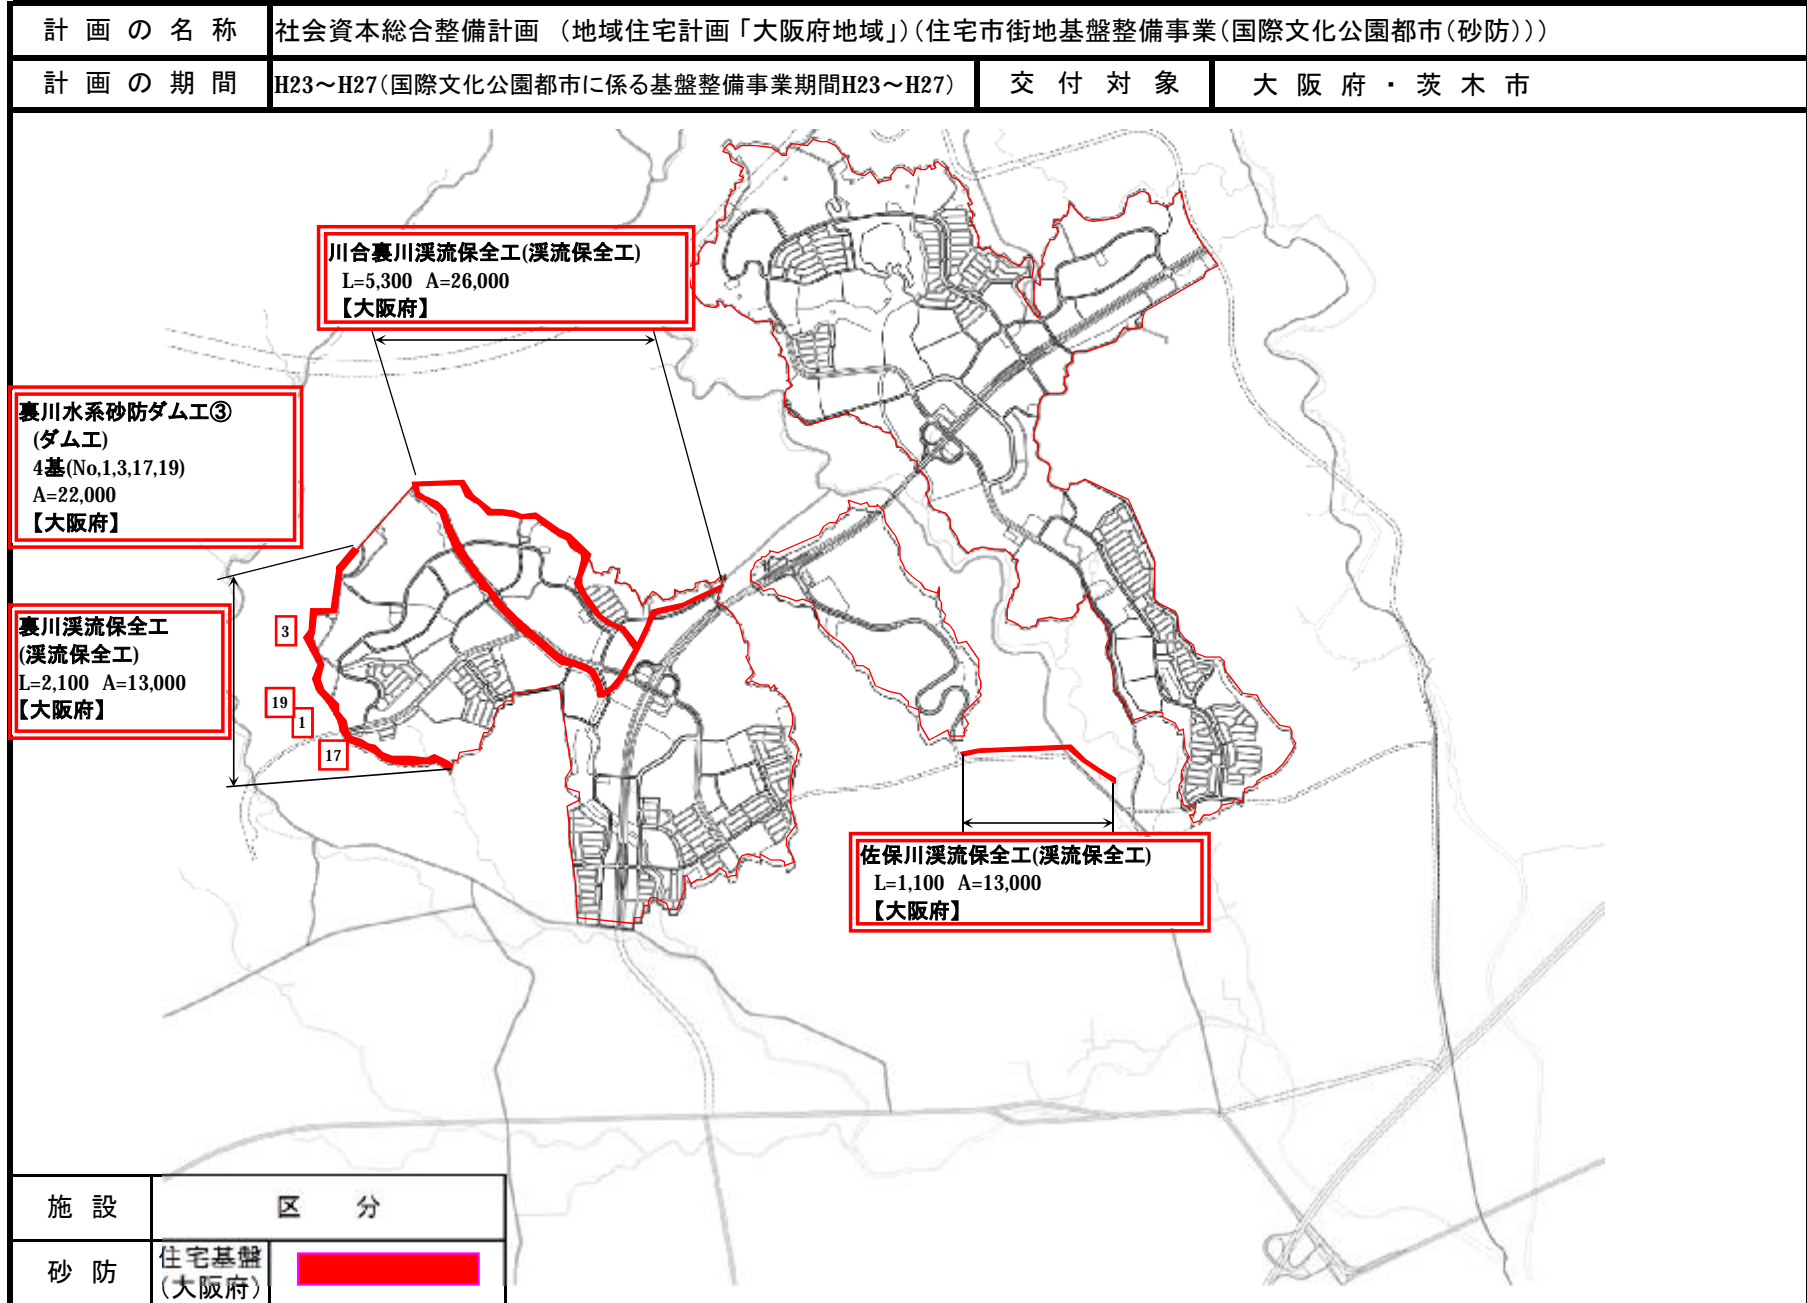 計画の名称
社会資本総合整備計画 （地域住宅計画「大阪府地域」）（住宅市街地基盤整備事業（国際文化公園都市（砂防）））
計画の期間
H23～H27（国際文化公園都市に係る基盤整備事業期間H23～H27）
交付対象
大阪府・茨木市
川合裏川渓流保全工(渓流保全工)
L=5,300 A=26,000
【大阪府】
裏川水系砂防ダム工③
(ダム工)
4基(No,1,3,17,19)
A=22,000
【大阪府】
裏川渓流保全工
(渓流保全工)
L=2,100 A=13,000
【大阪府】
3
19
1
17
佐保川渓流保全工(渓流保全工)
L=1,100 A=13,000
【大阪府】
施設
区分
砂防
住宅基盤
（大阪府）